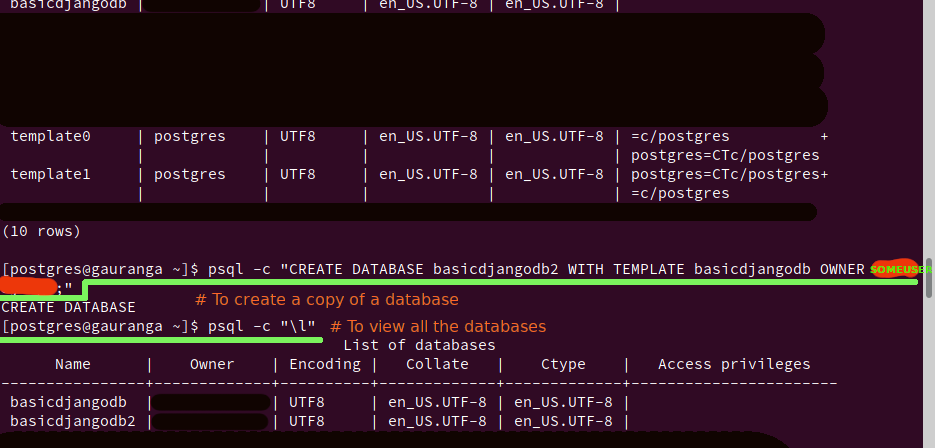 basicdjangodb | | UTF8 | en_US.UTF-8 | en_US.UTF-8 |
template0 | postgres | UTF8 | en_US.UTF-8 | en_US.UTF-8 | =c/postgres +
| | | | | postgres=CTc/postgres
template1 | postgres | UTF8 | en_US.UTF-8 | en_US.UTF-8 | postgres=CTc/postgres+
| | | | | =c/postgres
(10 rows)
[postgres@gauranga ~]$ psql -c "CREATE DATABASE basicdjangodb2 WITH TEMPLATE basicdjangodb OWNER SOMEUSER
;"
CREATE DATABASE # To create a copy of a database
[postgres@gauranga ~]$ psql -c "\l" # To view all the databases
List of databases
Name | Owner | Encoding | Collate | Ctype | Access privileges
---------------+-------------+----------+-------------+-------------+-----------------------
basicdjangodb | | UTF8 | en_US.UTF-8 | en_US.UTF-8 |
basicdjangodb2 | | UTF8 | en_US.UTF-8 | en_US.UTF-8 |